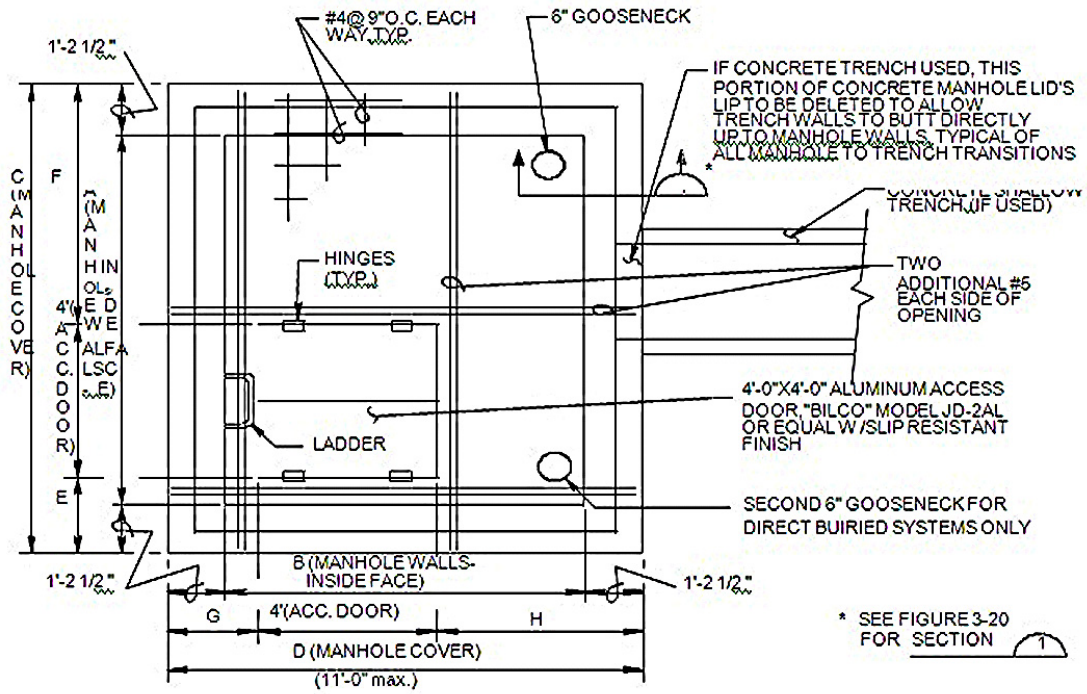 #4@ 9"O.C. EACH
WAY.TYP.
6" GOOSENECK
1'-2 1/2"
IF CONCRETE TRENCH USED, THIS
PORTION OF CONCRETE MANHOLE LID'S
LIP TO BE DELETED TO ALLOW
TRENCH WALLS TO BUTT DIRECTLY
UP TO MANHOLE WALLS. TYPICAL OF
ALL MANHOLE TO TRENCH TRANSITIONS
*
CONCRETE SHALLOW
TRENCH.(IF USED)
C (MANHOLE COVER)
F
4'(ACC. DOOR)
E
HINGES
(TYP.)
TWO
ADDITIONAL #5
EACH SIDE OF
OPENING
4'-0"X4'-0" ALUMINUM ACCESS
DOOR,"BILCO" MODEL JD-2AL
OR EQUAL W /SLIP RESISTANT
FINISH
LADDER
SECOND 6" GOOSENECK FOR
DIRECT BUIRIED SYSTEMS ONLY
1'-2 1/2"
B (MANHOLE WALLS-
INSIDE FACE)
1'-2 1/2"
G
4'(ACC. DOOR)
H
D (MANHOLE COVER)
(11'-0" max.)
* SEE FIGURE 3-20
FOR SECTION
1